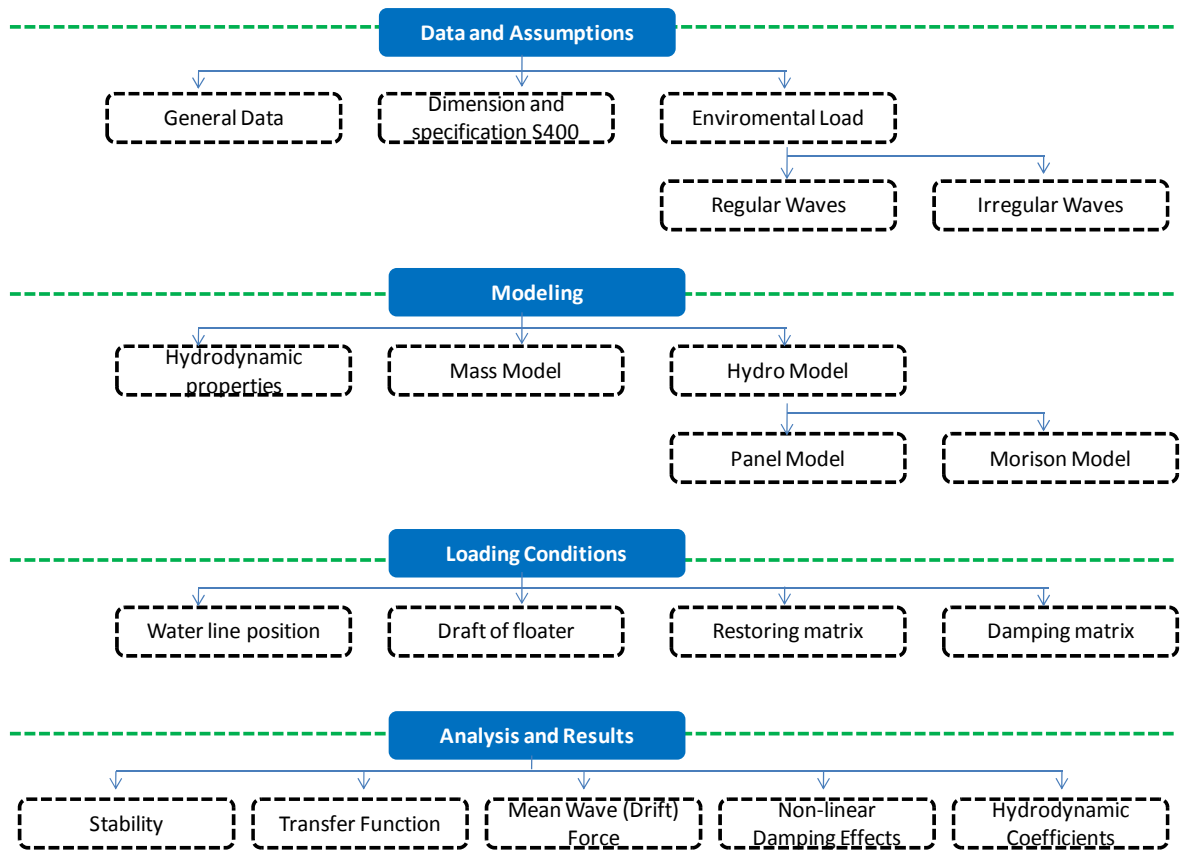 Data and Assumptions
General Data
Dimension and
specification S400
Enviromental Load
Regular Waves
Irregular Waves
Modeling
Hydrodynamic
properties
Mass Model
Hydro Model
Panel Model
Morison Model
Loading Conditions
Water line position
Draft of floater
Restoring matrix
Damping matrix
Analysis and Results
Stability
Transfer Function
Mean Wave (Drift)
Force
Non-linear
Damping Effects
Hydrodynamic
Coefficients